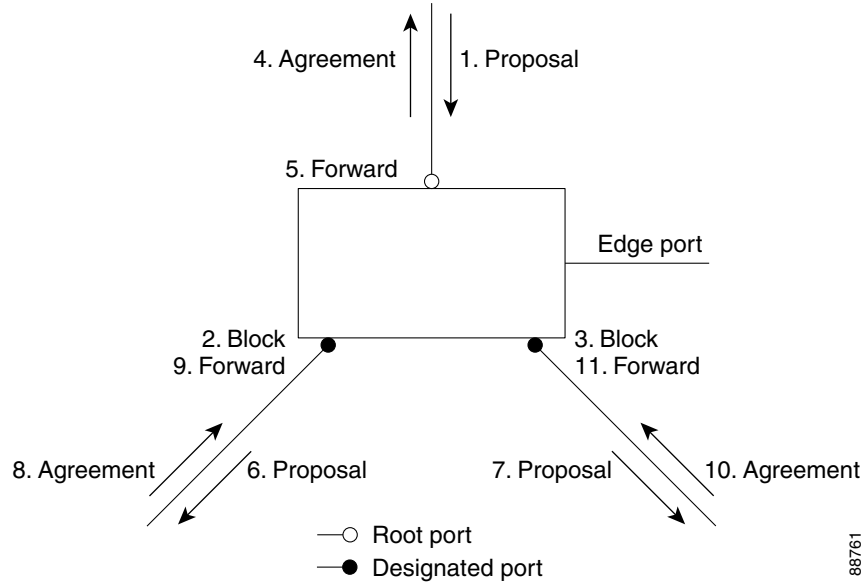 4. Agreement
1. Proposal
5. Forward
Edge port
2. Block
9. Forward
3. Block
11. Forward
8. Agreement
6. Proposal
7. Proposal
10. Agreement
Root port
Designated port
88761